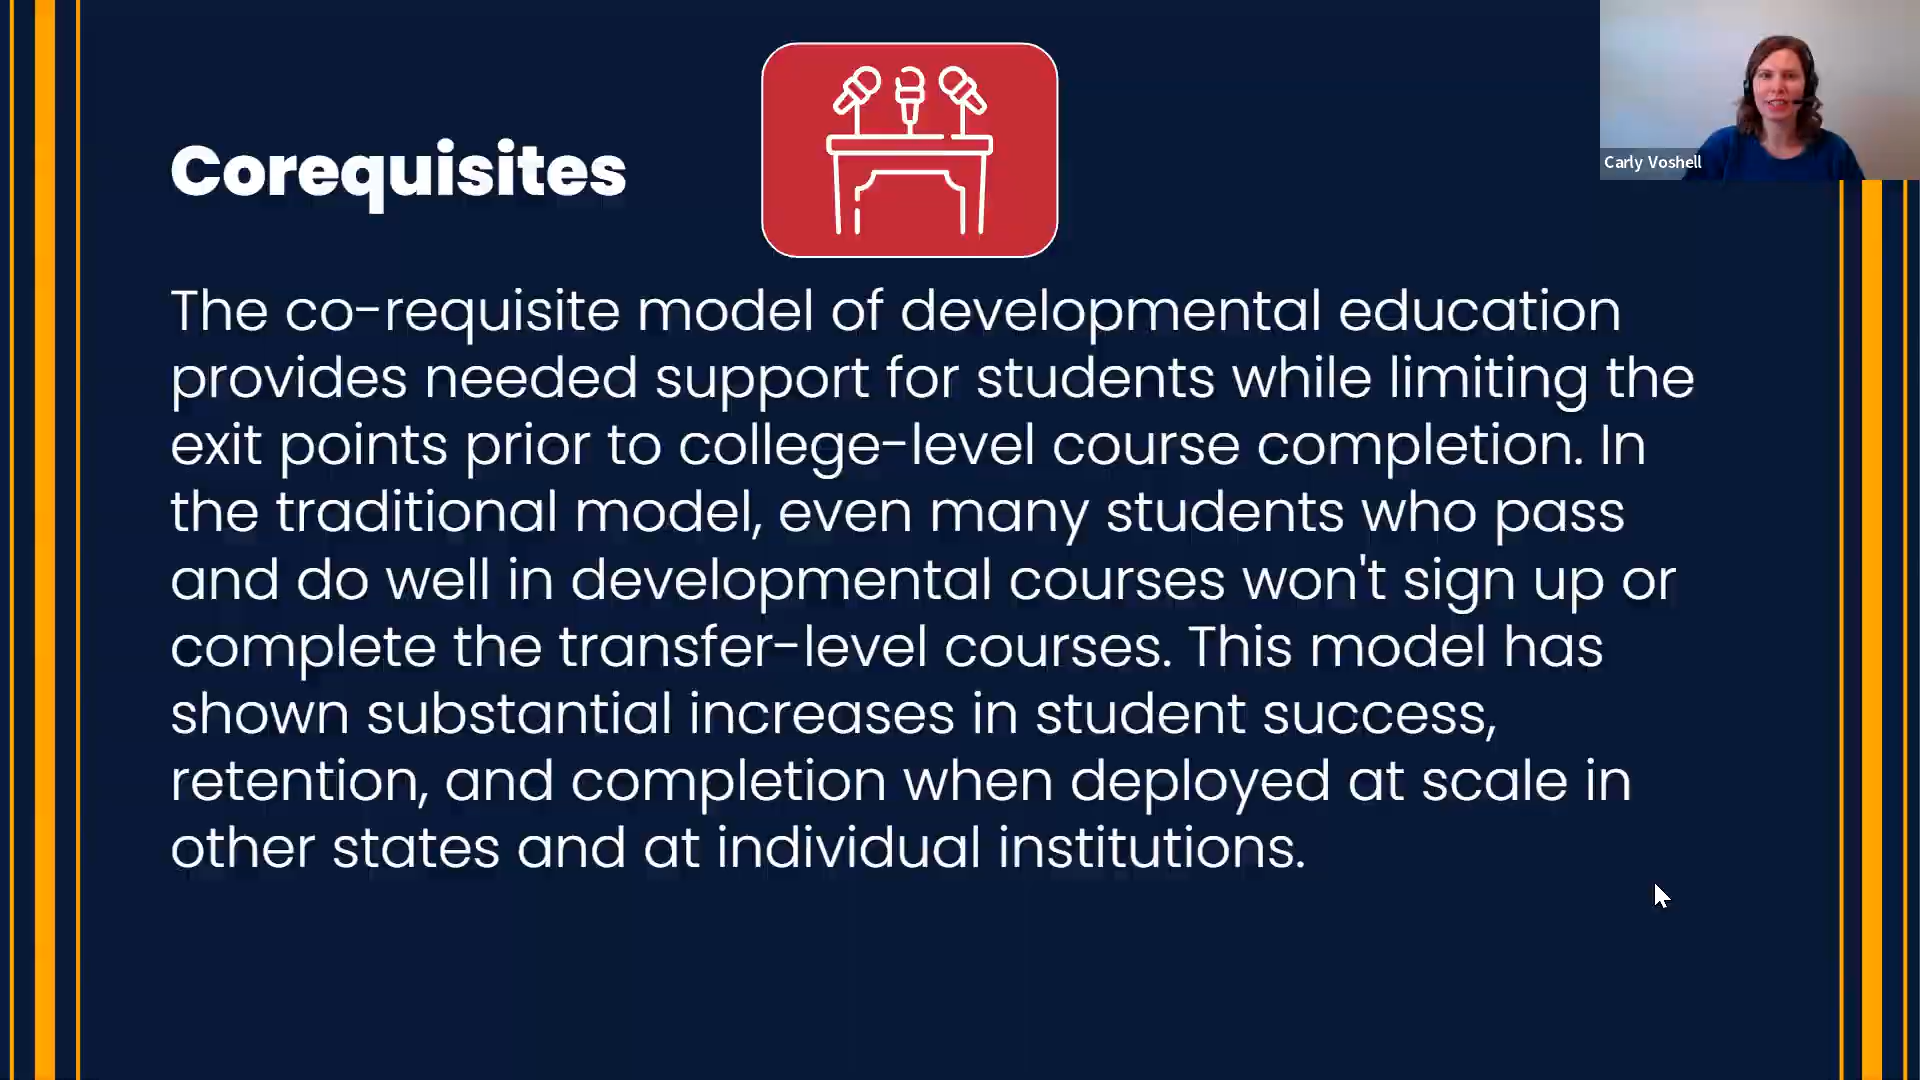 Carly Voshell
Corequisites
The co-requisite model of developmental education
provides needed support for students while limiting the
exit points prior to college-level course completion. In
the traditional model, even many students who pass
and do well in developmental courses won't sign up or
complete the transfer-level courses. This model has
shown substantial increases in student success,
retention, and completion when deployed at scale in
other states and at individual institutions.